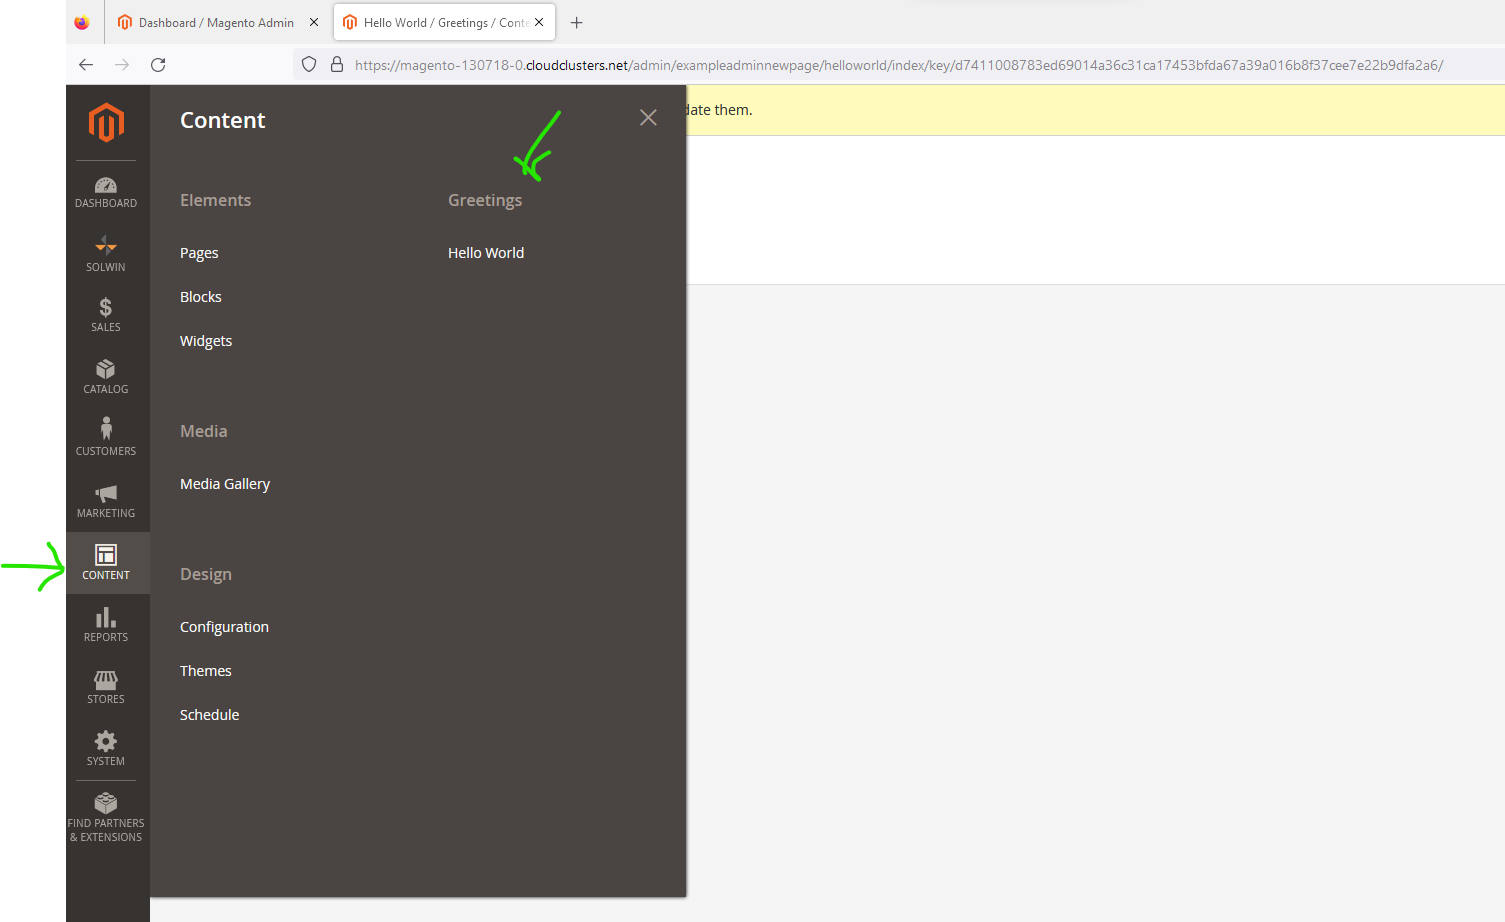 Dashboard / Magento Admin
Hello World / Greetings / Conte
https://magento-130718-0.cloudclusters.net/admin/exampleadminnewpage/helloworld/index/key/d7411008783ed69014a36c31ca17453bfda67a39a016b8f37cee7e22b9dfa2a6/
date them.
DASHBOARD
SOLWIN
SALES
CATALOG
CUSTOMERS
MARKETING
CONTENT
REPORTS
STORES
SYSTEM
FIND PARTNERS
& EXTENSIONS
Content
Elements
Pages
Blocks
Widgets
Media
Media Gallery
Design
Configuration
Themes
Schedule
Greetings
Hello World